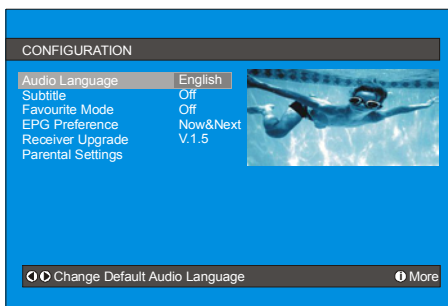 CONFIGURATION
Audio Language English
Subtitle Off
Favourite Mode Off
EPG Preference Now&Next
Receiver Upgrade V.1.5
Parental Settings
Change Default Audio Language i More